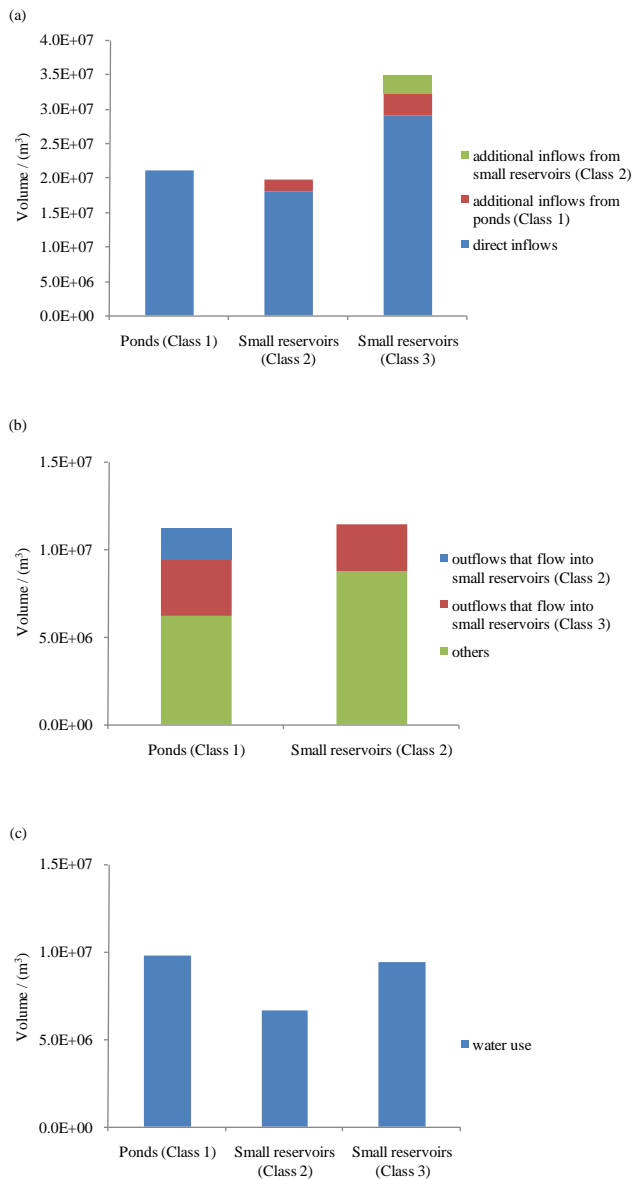 (a)
4.0E+07
3.5E+07
3.0E+07
2.5E+07
2.0E+07
1.5E+07
1.0E+07
5.0E+06
0.0E+00
Volume / (m³)
Ponds (Class 1)
Small reservoirs
(Class 2)
Small reservoirs
(Class 3)
additional inflows from
small reservoirs (Class 2)
additional inflows from
ponds (Class 1)
direct inflows
(b)
1.5E+07
1.0E+07
5.0E+06
0.0E+00
Volume / (m³)
Ponds (Class 1)
Small reservoirs (Class 2)
outflows that flow into
small reservoirs (Class 2)
outflows that flow into
small reservoirs (Class 3)
others
(c)
1.5E+07
1.0E+07
5.0E+06
0.0E+00
Volume / (m³)
Ponds (Class 1)
Small reservoirs
(Class 2)
Small reservoirs
(Class 3)
water use